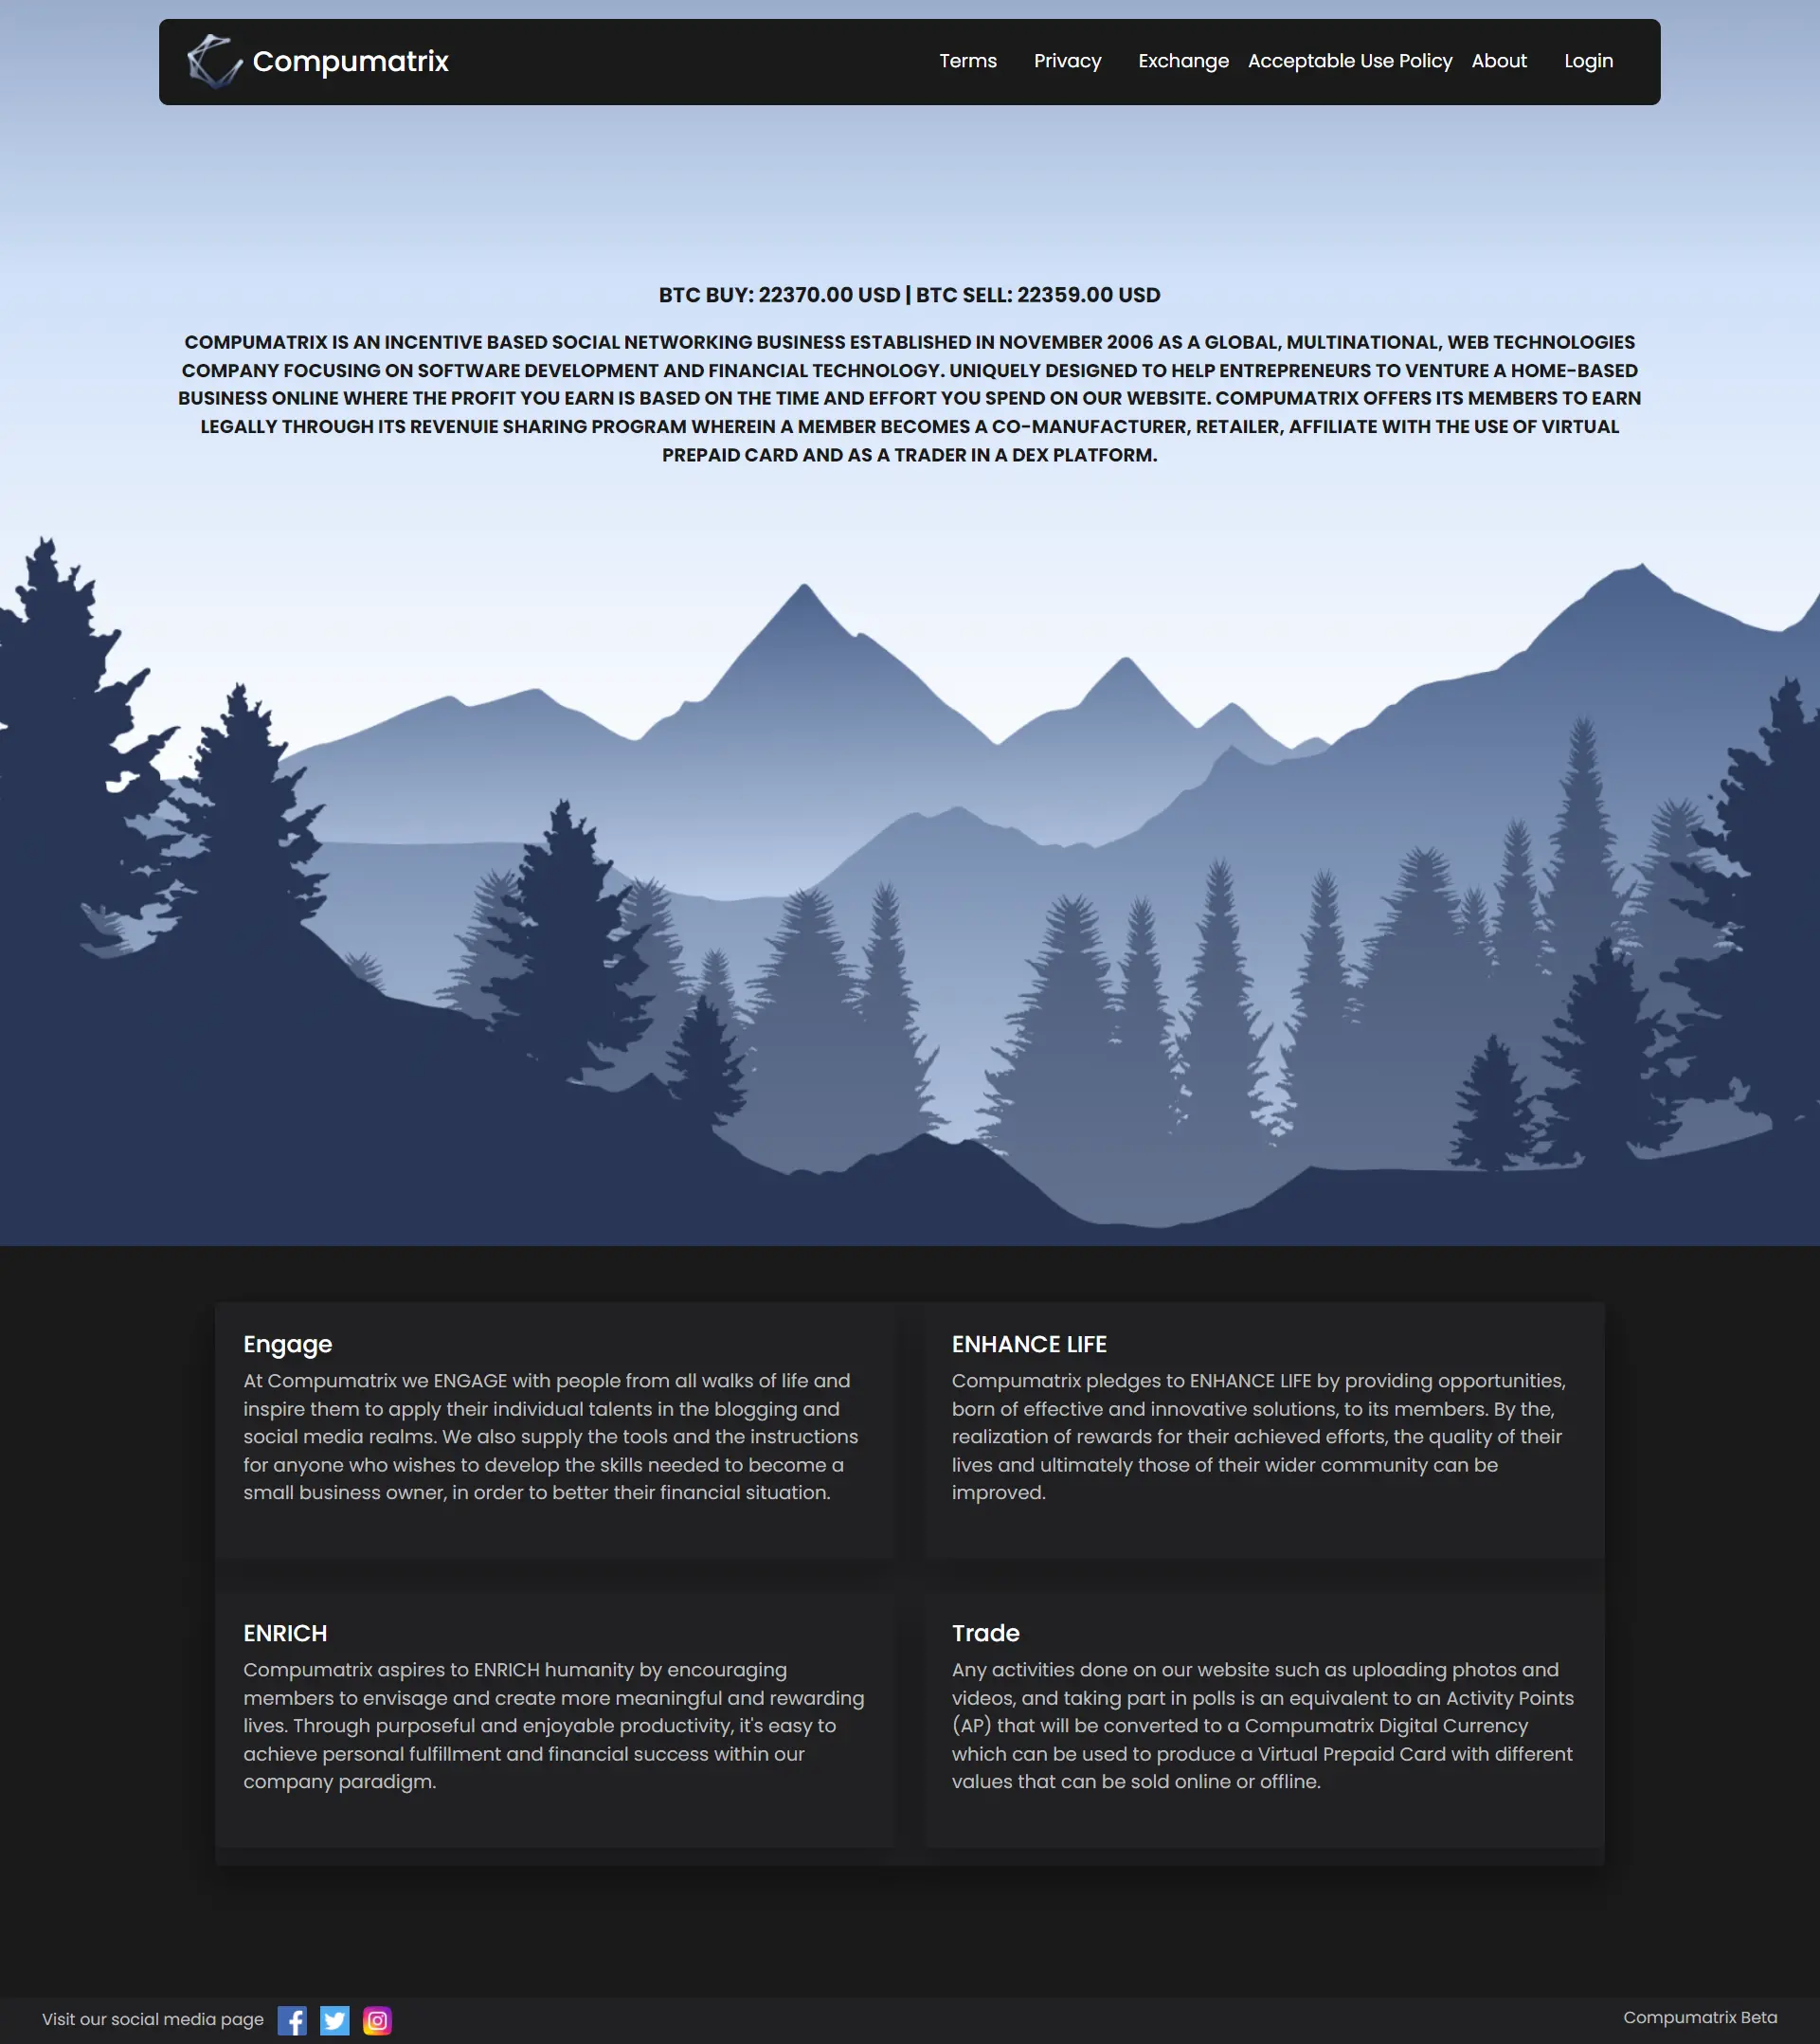 Compumatrix
Terms Privacy Exchange Acceptable Use Policy About Login
BTC BUY: 22370.00 USD | BTC SELL: 22359.00 USD
COMPUMATRIX IS AN INCENTIVE BASED SOCIAL NETWORKING BUSINESS ESTABLISHED IN NOVEMBER 2006 AS A GLOBAL, MULTINATIONAL, WEB TECHNOLOGIES
COMPANY FOCUSING ON SOFTWARE DEVELOPMENT AND FINANCIAL TECHNOLOGY. UNIQUELY DESIGNED TO HELP ENTREPRENEURS TO VENTURE A HOME-BASED
BUSINESS ONLINE WHERE THE PROFIT YOU EARN IS BASED ON THE TIME AND EFFORT YOU SPEND ON OUR WEBSITE. COMPUMATRIX OFFERS ITS MEMBERS TO EARN
LEGALLY THROUGH ITS REVENUIE SHARING PROGRAM WHEREIN A MEMBER BECOMES A CO-MANUFACTURER, RETAILER, AFFILIATE WITH THE USE OF VIRTUAL
PREPAID CARD AND AS A TRADER IN A DEX PLATFORM.
Engage
At Compumatrix we ENGAGE with people from all walks of life and
inspire them to apply their individual talents in the blogging and
social media realms. We also supply the tools and the instructions
for anyone who wishes to develop the skills needed to become a
small business owner, in order to better their financial situation.
ENHANCE LIFE
Compumatrix pledges to ENHANCE LIFE by providing opportunities,
born of effective and innovative solutions, to its members. By the,
realization of rewards for their achieved efforts, the quality of their
lives and ultimately those of their wider community can be
improved.
ENRICH
Compumatrix aspires to ENRICH humanity by encouraging
members to envisage and create more meaningful and rewarding
lives. Through purposeful and enjoyable productivity, it's easy to
achieve personal fulfillment and financial success within our
company paradigm.
Trade
Any activities done on our website such as uploading photos and
videos, and taking part in polls is an equivalent to an Activity Points
(AP) that will be converted to a Compumatrix Digital Currency
which can be used to produce a Virtual Prepaid Card with different
values that can be sold online or offline.
Visit our social media page
Compumatrix Beta